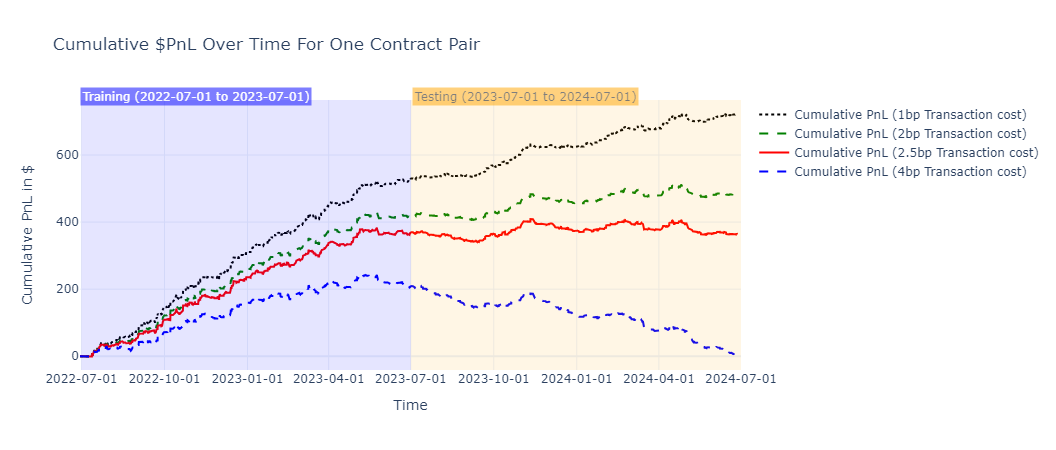 Cumulative $PnL Over Time For One Contract Pair
Training (2022-07-01 to 2023-07-01)
Testing (2023-07-01 to 2024-07-01)
Cumulative PnL (1bp Transaction cost)
Cumulative PnL (2bp Transaction cost)
Cumulative PnL (2.5bp Transaction cost)
Cumulative PnL (4bp Transaction cost)
Cumulative PnL in $
600
400
200
0
2022-07-01 2022-10-01 2023-01-01 2023-04-01 2023-07-01 2023-10-01 2024-01-01 2024-04-01 2024-07-01
Time